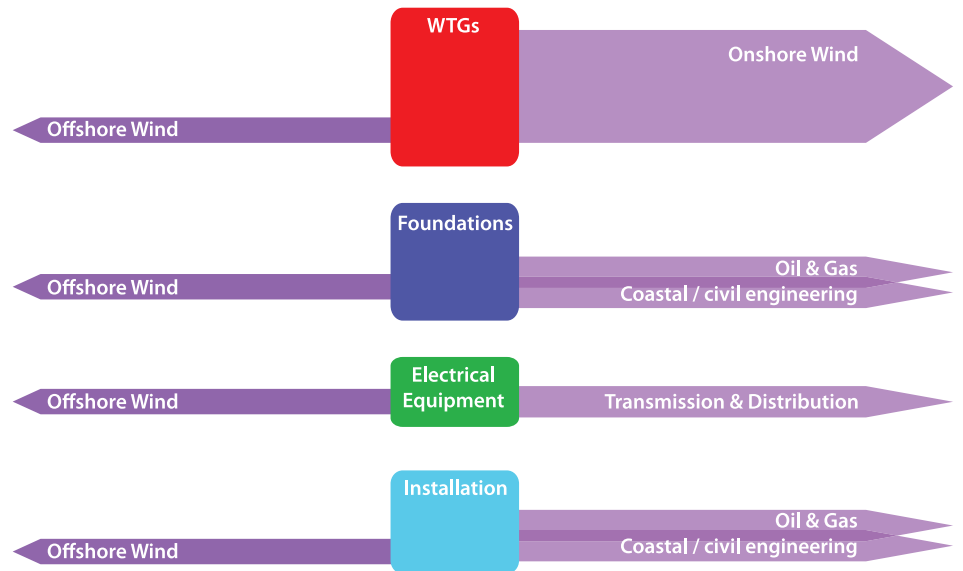 WTGs
Onshore Wind
Offshore Wind
Foundations
Oil & Gas
Offshore Wind
Coastal / civil engineering
Electrical
Equipment
Offshore Wind
Transmission & Distribution
Installation
Oil & Gas
Offshore Wind
Coastal / civil engineering